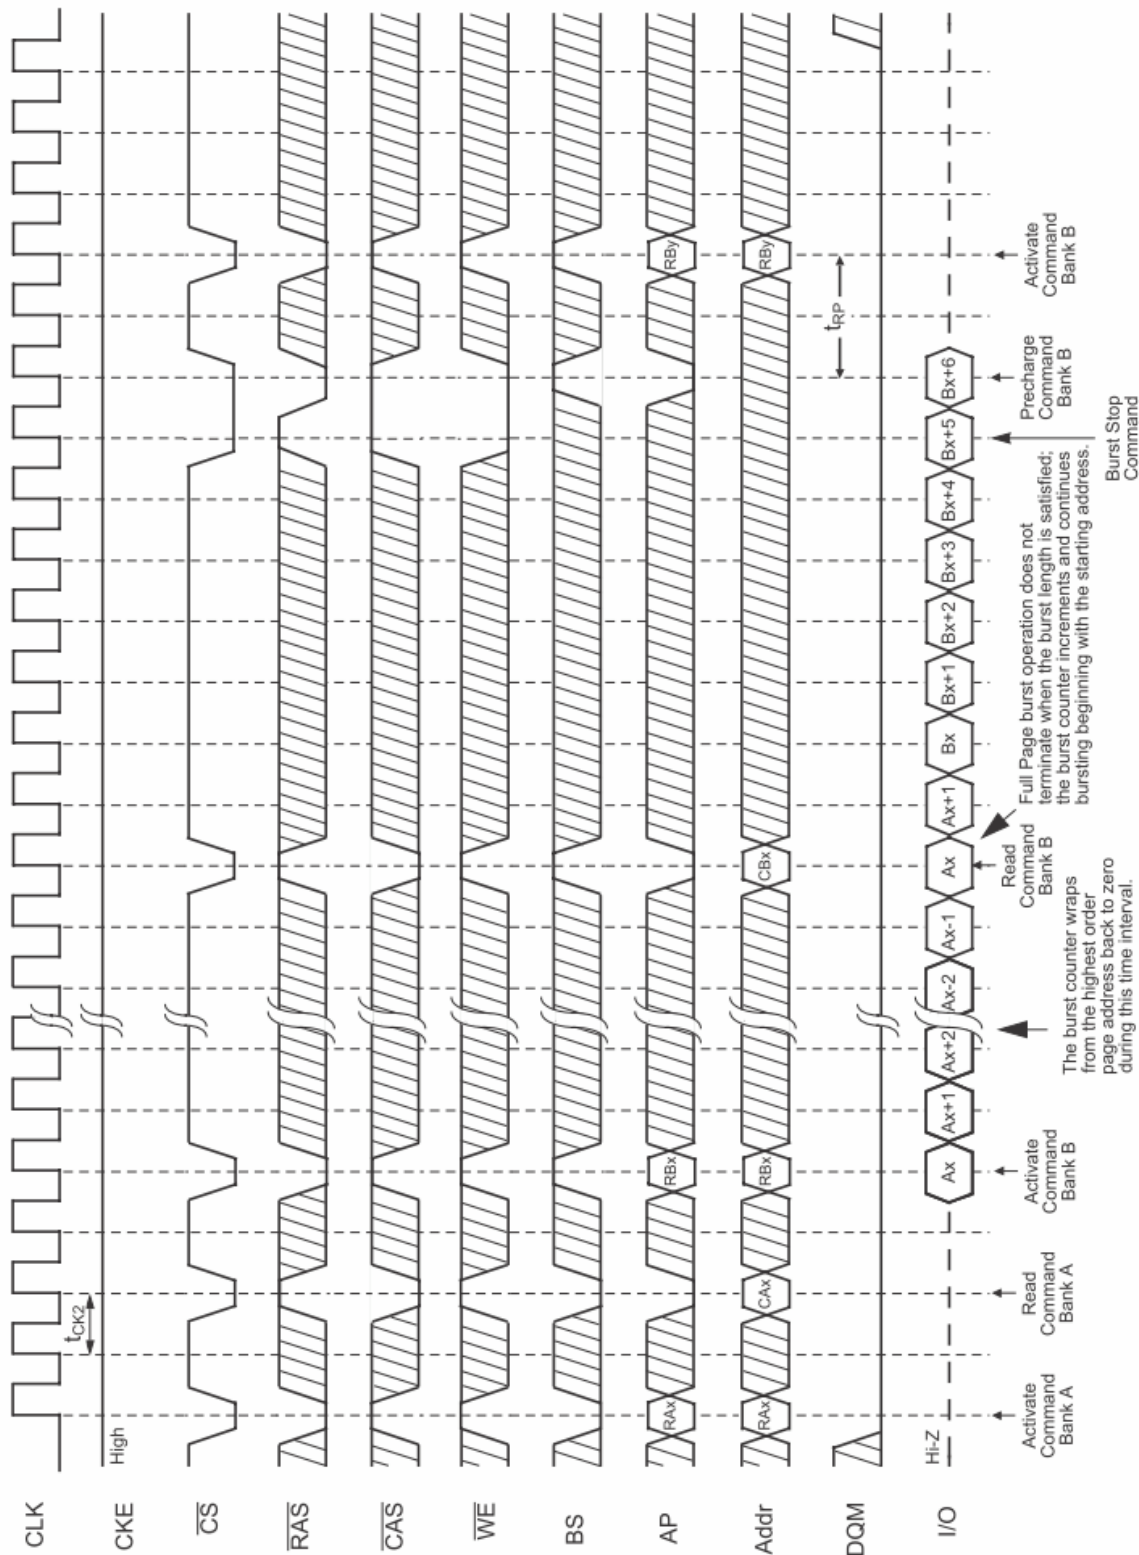 CLK
tCK2
CKE
High
CS
RAS
CAS
WE
BS
AP
RAx
RBx
RBy
Addr
RAx
CAx
RBx
CBx
RBy
tRP
DQM
I/O
Hi-Z
Ax
Ax+1
Ax+2
Ax-2
Ax-1
Ax
Ax+1
Bx
Bx+1
Bx+2
Bx+3
Bx+4
Bx+5
Bx+6
Activate
Command
Bank A
Read
Command
Bank A
Activate
Command
Bank B
The burst counter wraps
from the highest order
page address back to zero
during this time interval.
Read
Command
Bank B
Full Page burst operation does not
terminate when the burst length is satisfied;
the burst counter increments and continues
bursting beginning with the starting address.
Burst Stop
Command
Precharge
Command
Bank B
Activate
Command
Bank B